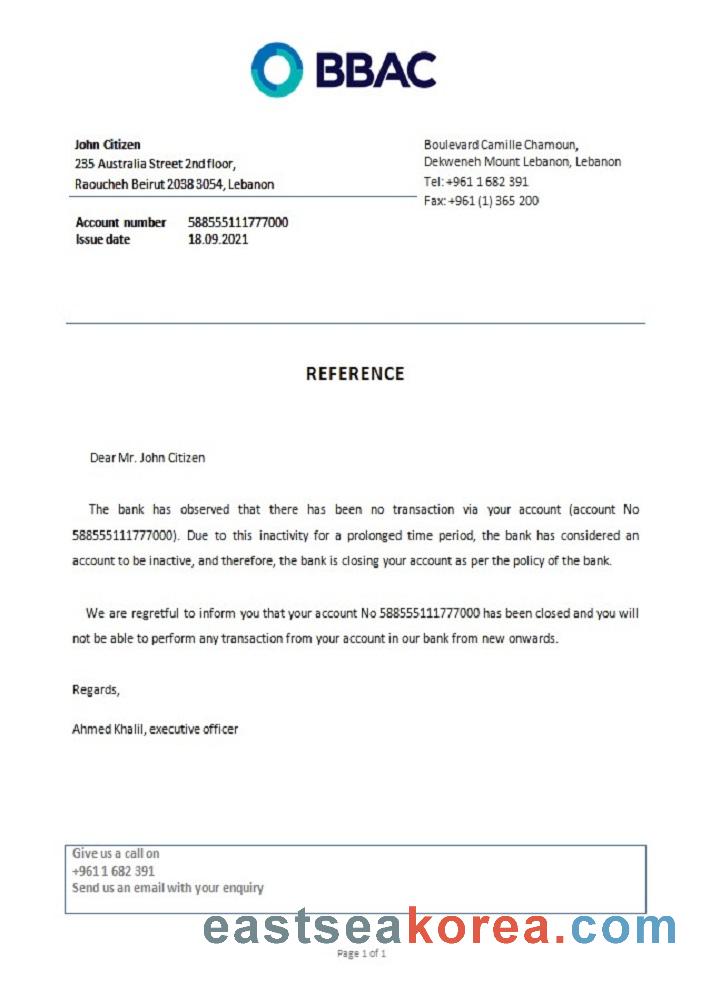 BBAC
John Citizen
235 Australia Street 2nd floor,
Raoucheh Beirut 2038 3054, Lebanon
Boulevard Camille Chamoun,
Dekweneh Mount Lebanon, Lebanon
Tel: +961 1 682 391
Fax: +961 (1) 365 200
Account number 588555111777000
Issue date 18.09.2021
REFERENCE
Dear Mr. John Citizen
The bank has observed that there has been no transaction via your account (account No
588555111777000). Due to this inactivity for a prolonged time period, the bank has considered an
account to be inactive, and therefore, the bank is closing your account as per the policy of the bank.
We are regretful to inform you that your account No 588555111777000 has been closed and you will
not be able to perform any transaction from your account in our bank from new onwards.
Regards,
Ahmed Khalil, executive officer
Give us a call on
+961 1 682 391
Send us an email with your enquiry
eastseakorea.com
Page 1 of 1